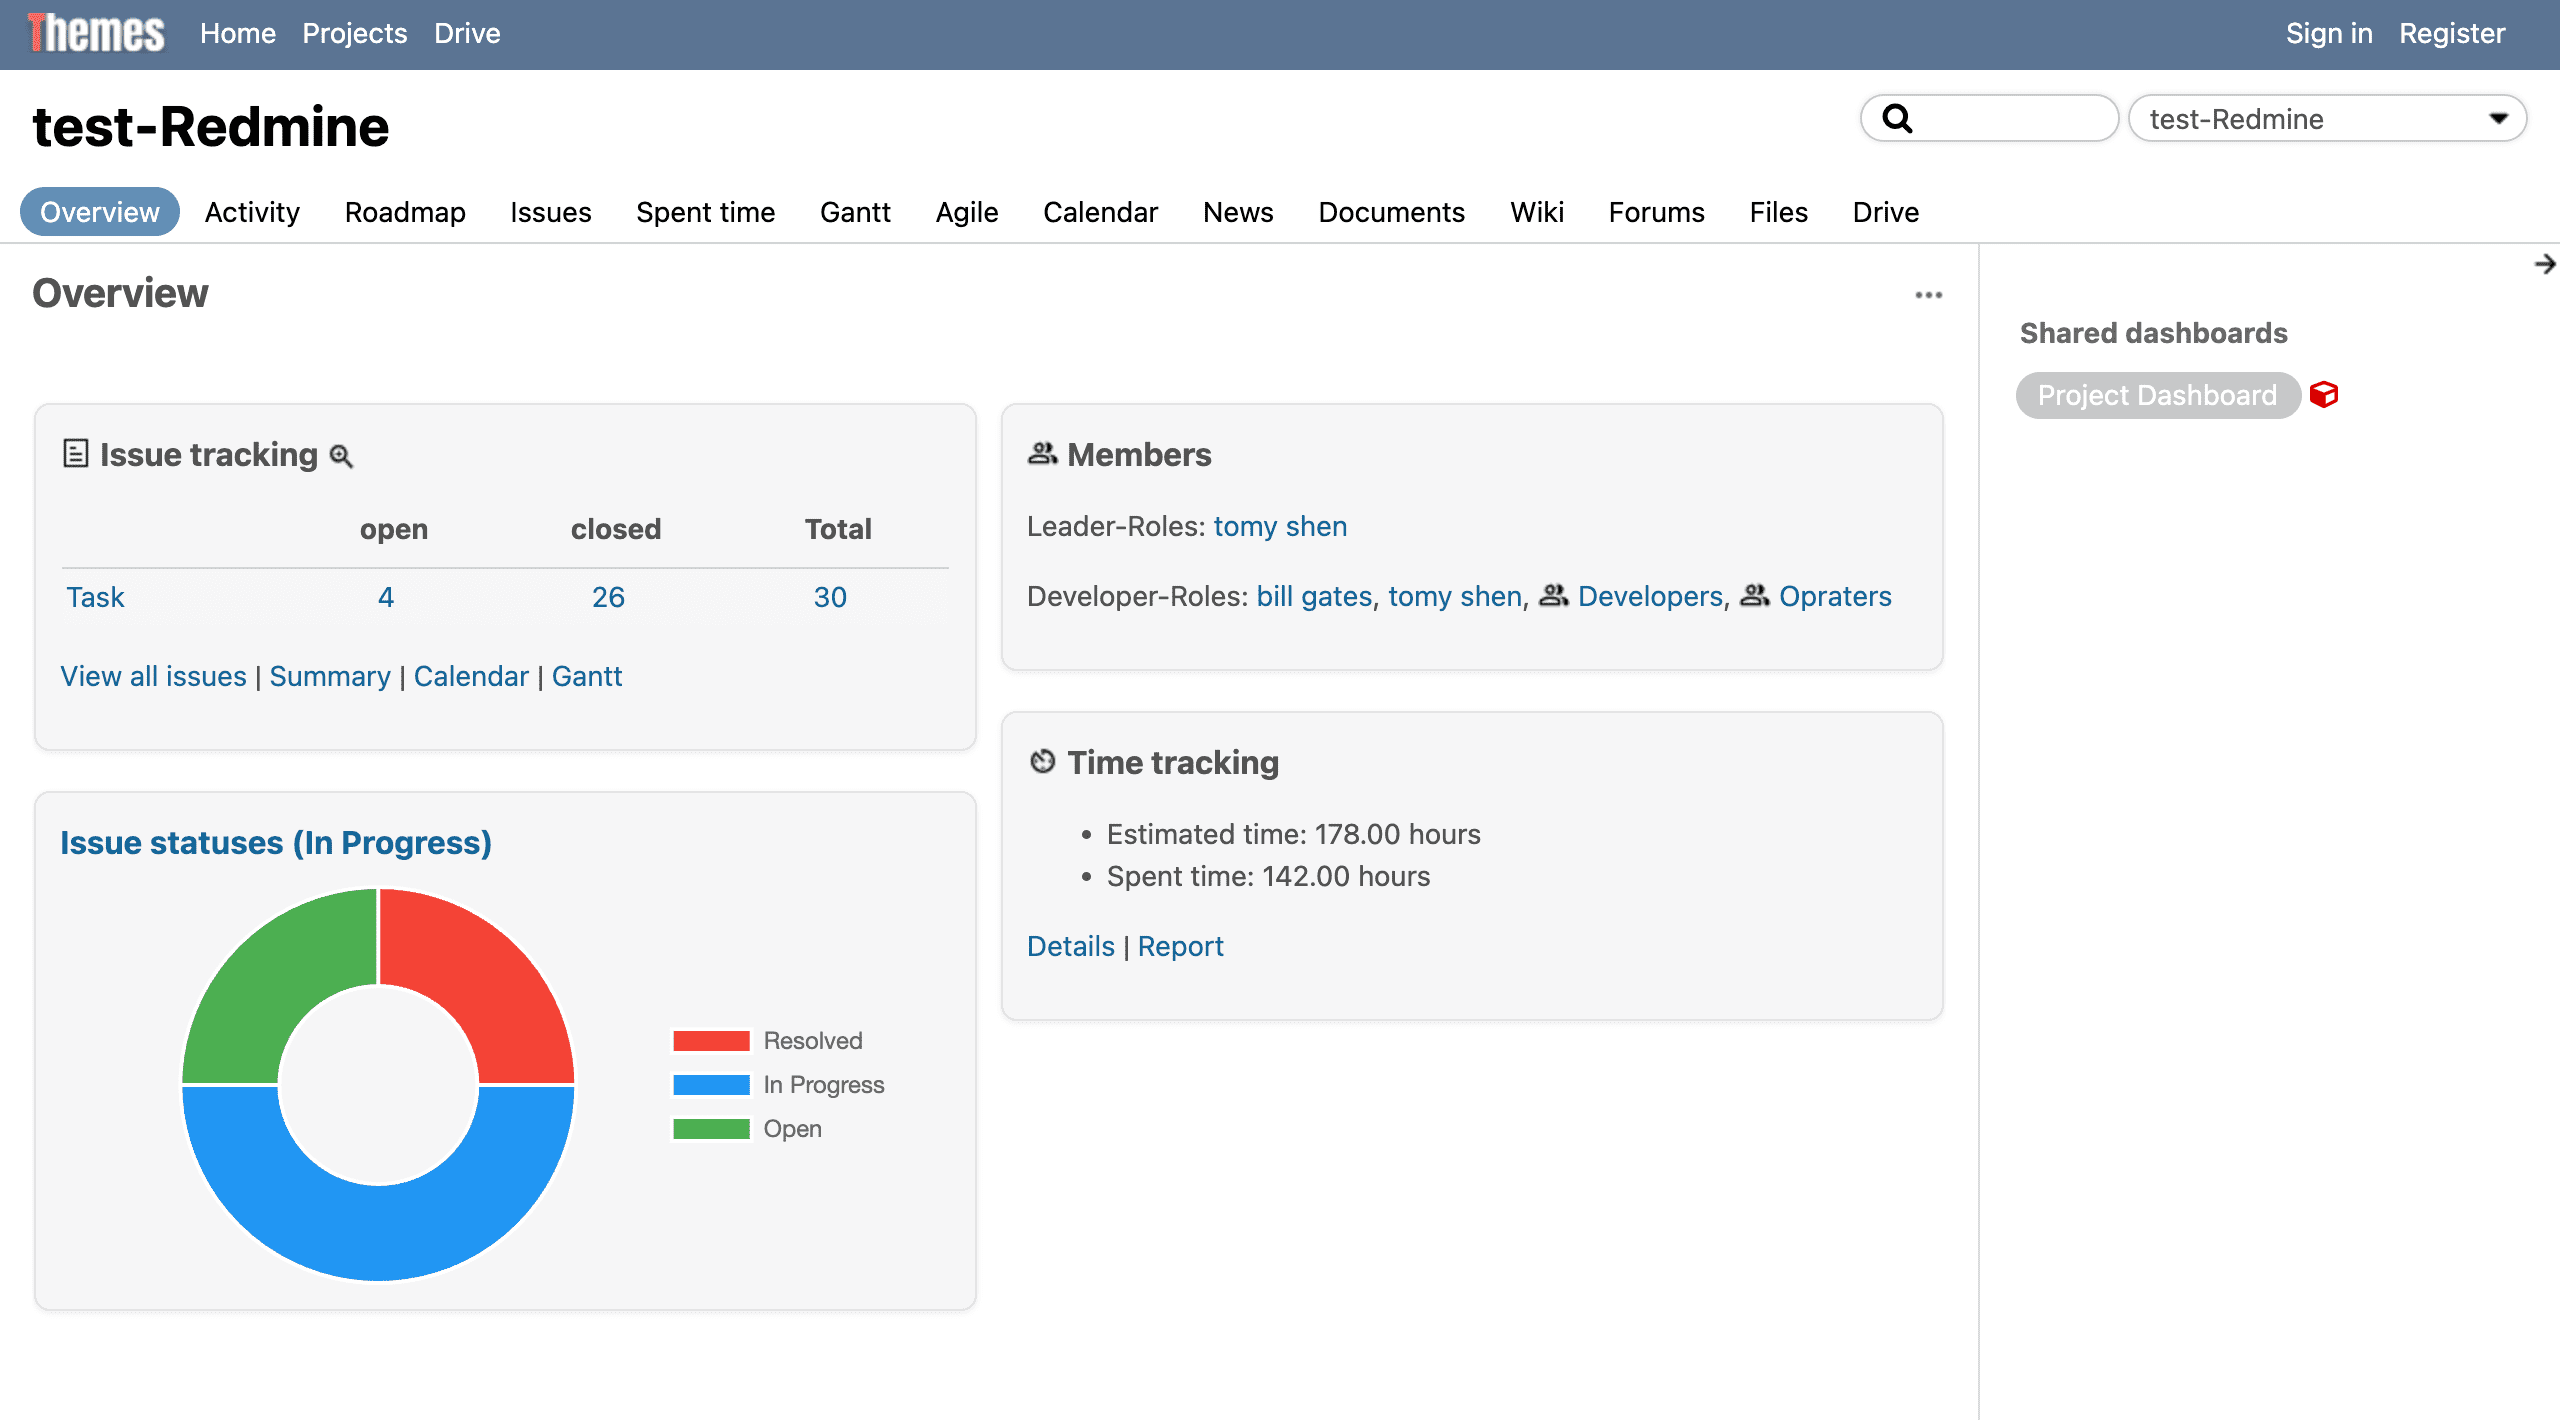 Themes Home Projects Drive Sign in Register
test-Redmine
test-Redmine
Overview Activity Roadmap Issues Spent time Gantt Agile Calendar News Documents Wiki Forums Files Drive
Overview
Issue tracking
open closed Total
Task 4 26 30
View all issues | Summary | Calendar | Gantt
Issue statuses (In Progress)
Resolved
In Progress
Open
Members
Leader-Roles: tomy shen
Developer-Roles: bill gates, tomy shen, Developers, Opraters
Time tracking
• Estimated time: 178.00 hours
• Spent time: 142.00 hours
Details | Report
Shared dashboards
Project Dashboard